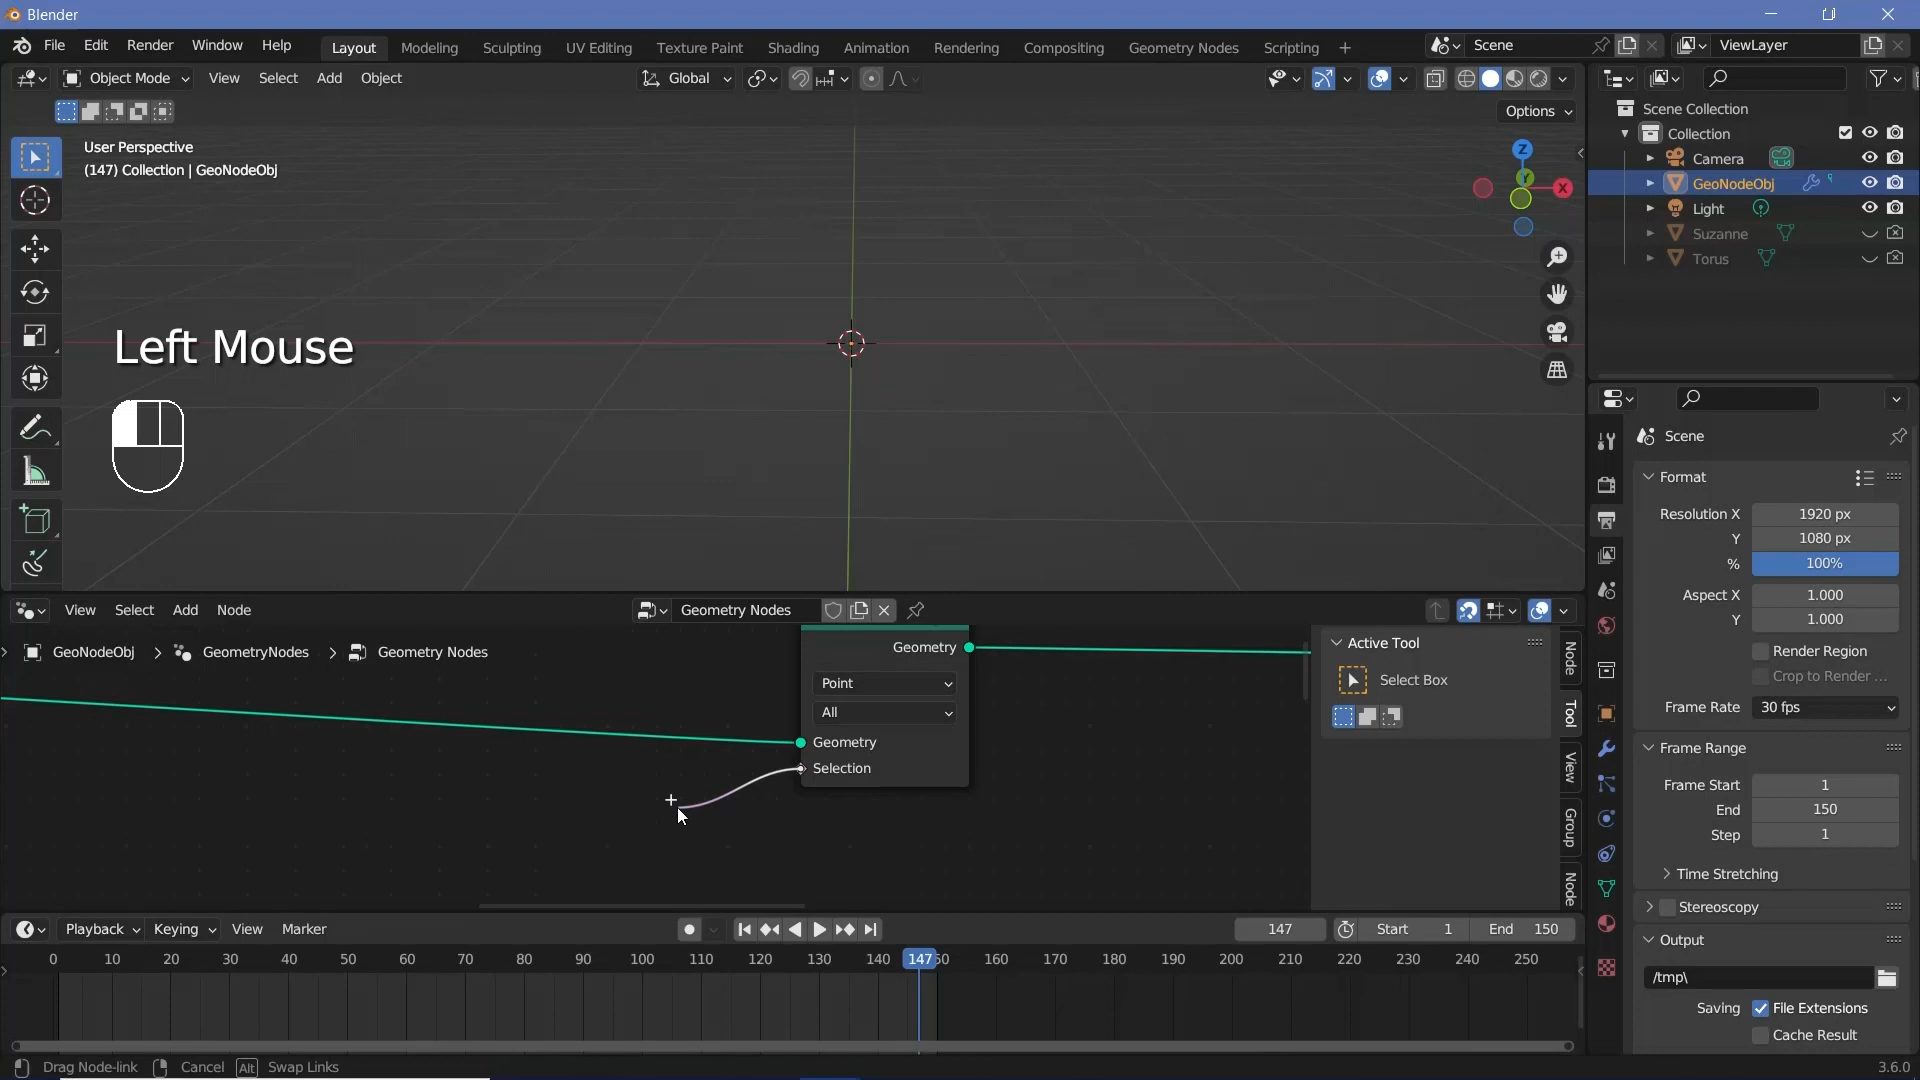 Blender
File Edit Render Window Help Layout Modeling Sculpting UV Editing Texture Paint Shading Animation Rendering Compositing Geometry Nodes Scripting + Scene ViewLayer
Object Mode View Select Add Object Global
Options
User Perspective
(147) Collection | GeoNodeObj
Z
Y
X
Left Mouse
Scene Collection
Collection
Camera
GeoNodeObj
Light
Suzanne
Torus
Scene
Format
Resolution X 1920 px
Y 1080 px
% 100%
Aspect X 1.000
Y 1.000
Render Region
Crop to Render ...
Frame Rate 30 fps
Frame Range
Frame Start 1
End 150
Step 1
Time Stretching
Stereoscopy
Output
/tmp\
Saving File Extensions
Cache Result
View Select Add Node Geometry Nodes
GeoNodeObj > GeometryNodes > Geometry Nodes
Geometry
Point
All
Geometry
Selection
Active Tool
Select Box
Node
Tool
View
Group
Node
Playback Keying View Marker 147 Start 1 End 150
0 10 20 30 40 50 60 70 80 90 100 110 120 130 140 147 50 160 170 180 190 200 210 220 230 240 250
Drag Node-link Cancel Alt Swap Links 3.6.0